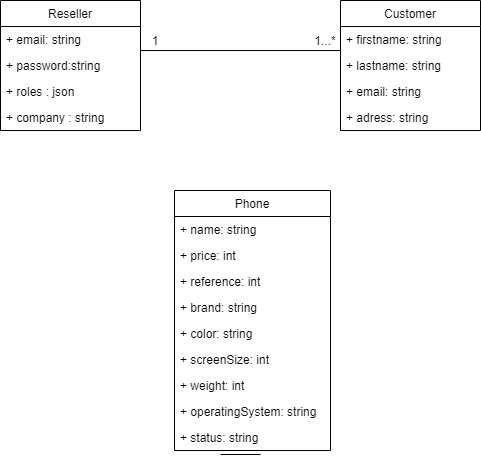 Reseller
+ email: string
+ password:string
+ roles : json
+ company : string
1
1...*
Customer
+ firstname: string
+ lastname: string
+ email: string
+ adress: string
Phone
+ name: string
+ price: int
+ reference: int
+ brand: string
+ color: string
+ screenSize: int
+ weight: int
+ operatingSystem: string
+ status: string